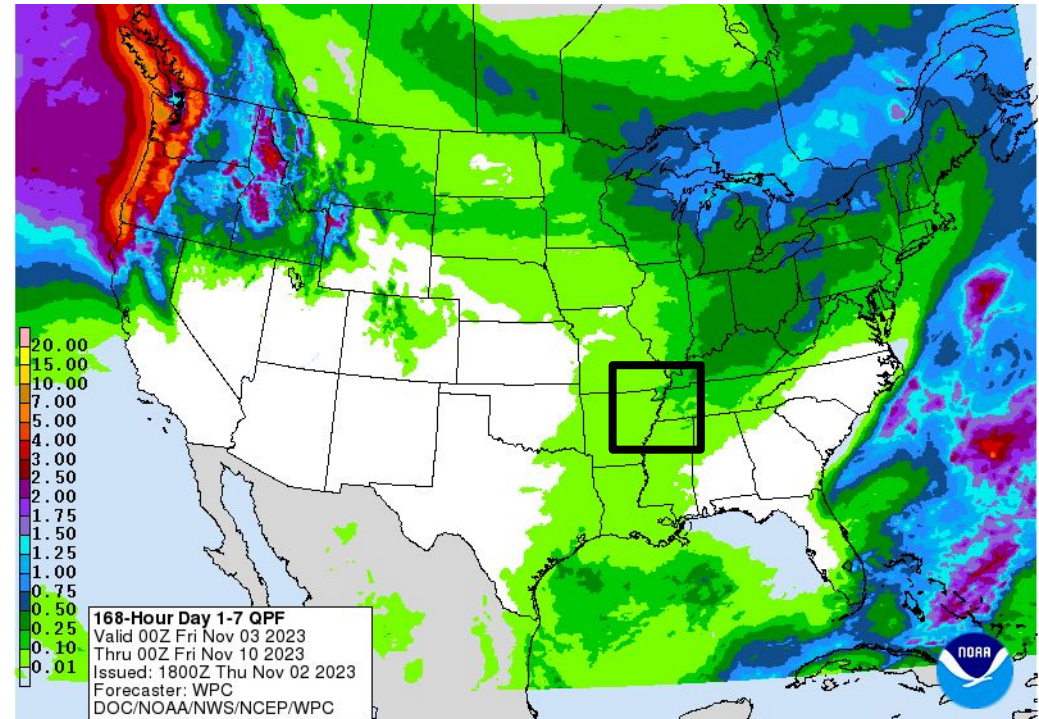 20.00
15.00
10.00
7.00
5.00
4.00
3.00
2.50
2.00
1.75
1.50
1.25
1.00
0.75
0.50
0.25
0.10
0.01
168-Hour Day 1-7 QPF
Valid 00Z Fri Nov 03 2023
Thru 00Z Fri Nov 10 2023
Issued: 1800Z Thu Nov 02 2023
Forecaster: WPC
DOC/NOAA/NWS/NCEP/WPC
NOAA